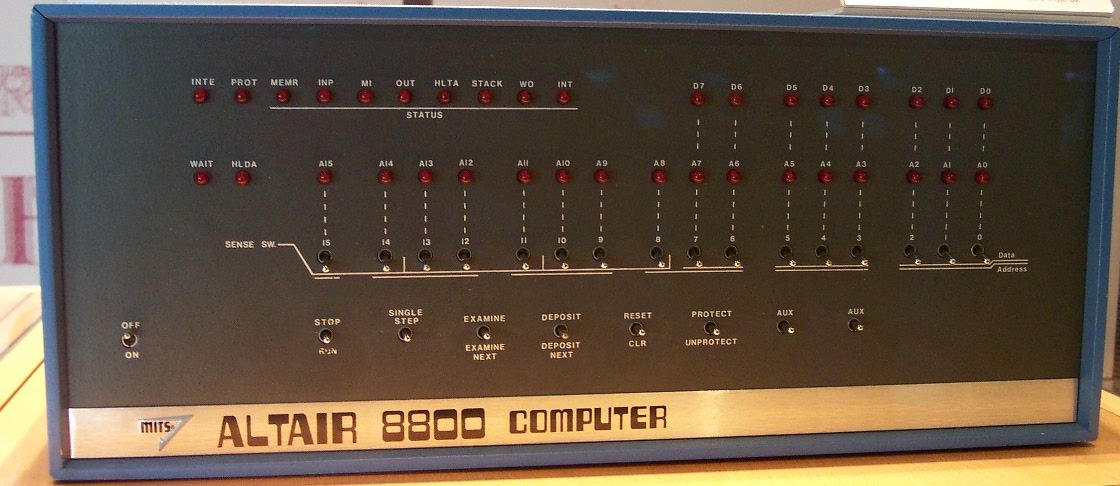 INTE PROT MEMR INP MI OUT HLTA STACK WO INT D7 D6 D5 D4 D3 D2 D1 D0
STATUS
WAIT HLDA A15 A14 A13 A12 A11 A10 A9 A8 A7 A6 A5 A4 A3 A2 A1 A0
SENSE SW. 15 14 13 12 11 10 9 8 7 6 5 4 3 2 1 0
Data
Address
OFF STOP SINGLE STEP EXAMINE DEPOSIT RESET PROTECT AUX AUX
ON RUN EXAMINE NEXT DEPOSIT NEXT CLR UNPROTECT
MITS ALTAIR 8800 COMPUTER